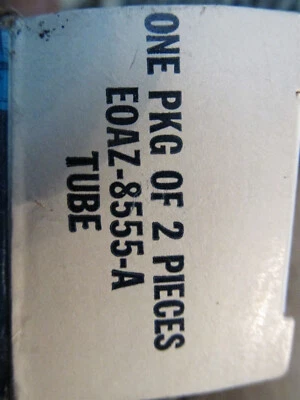 ONE PKG OF 2 PIECES
EOAZ-8555-A
TUBE